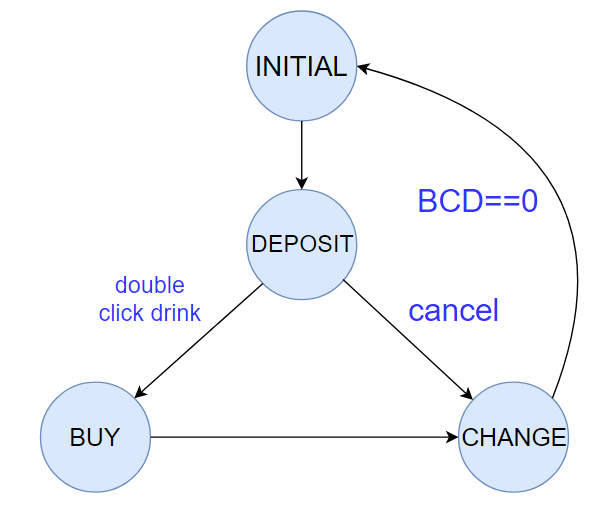 INITIAL
BCD==0
DEPOSIT
double
click drink
cancel
BUY
CHANGE